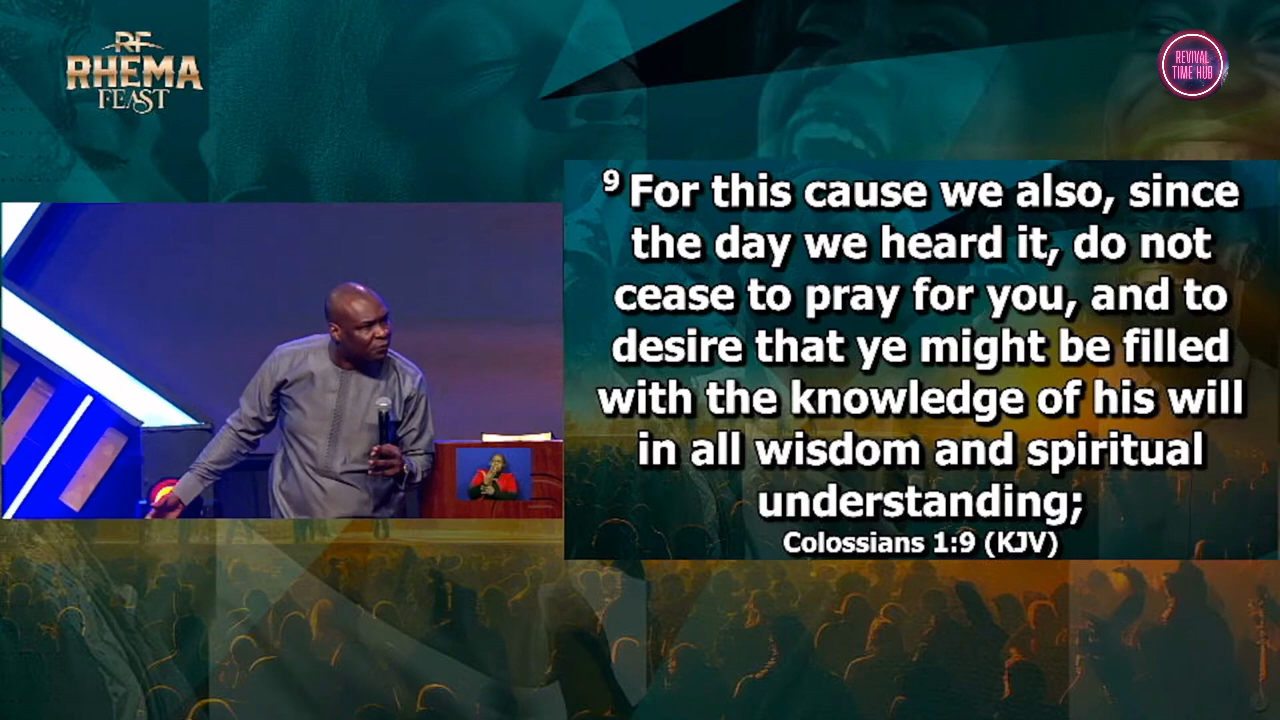 RF
RHEMA
FEAST
REVIVAL
TIME HUB
9 For this cause we also, since
the day we heard it, do not
cease to pray for you, and to
desire that ye might be filled
with the knowledge of his will
in all wisdom and spiritual
understanding;
Colossians 1:9 (KJV)